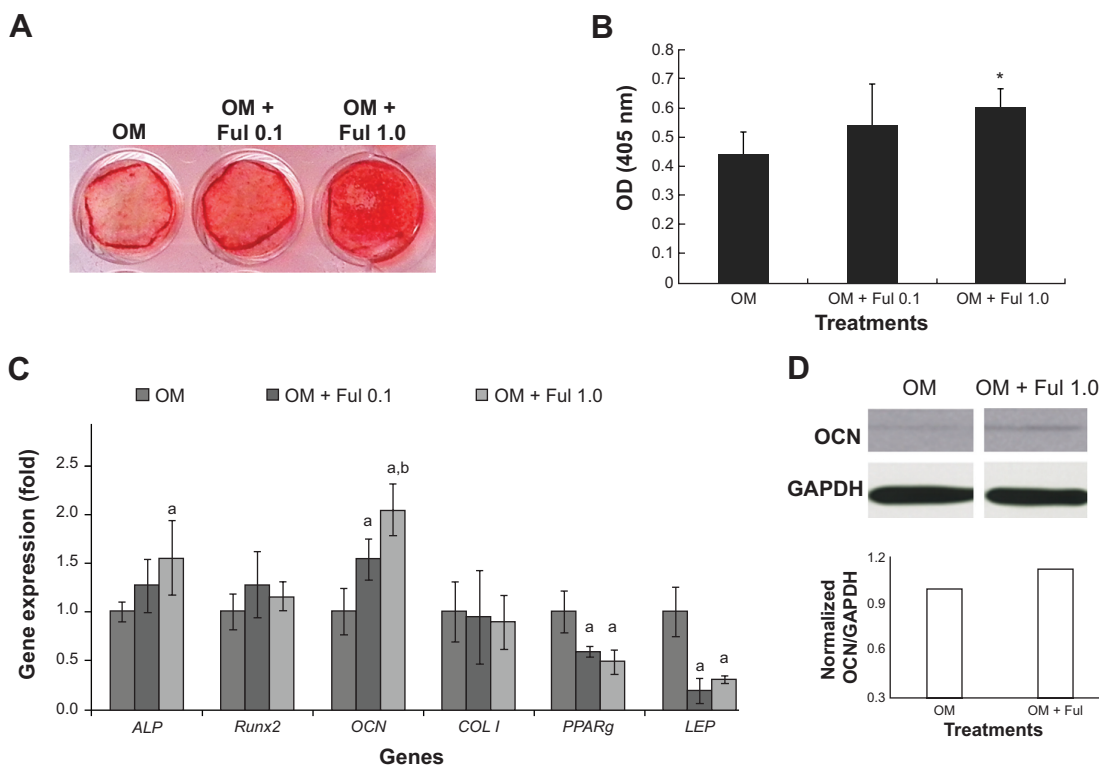 A
OM
OM +
Ful 0.1
OM +
Ful 1.0
B
OD (405 nm)
0.8
0.7
0.6
0.5
0.4
0.3
0.2
0.1
0
*
OM
OM + Ful 0.1
OM + Ful 1.0
Treatments
C
OM
OM + Ful 0.1
OM + Ful 1.0
Gene expression (fold)
2.5
2.0
1.5
1.0
0.5
0.0
a
a
a,b
a
a
a
a
ALP
Runx2
OCN
COL I
PPARg
LEP
Genes
D
OM
OM + Ful 1.0
OCN
GAPDH
Normalized
OCN/GAPDH
1.2
0.9
0.6
0.3
OM
OM + Ful
Treatments